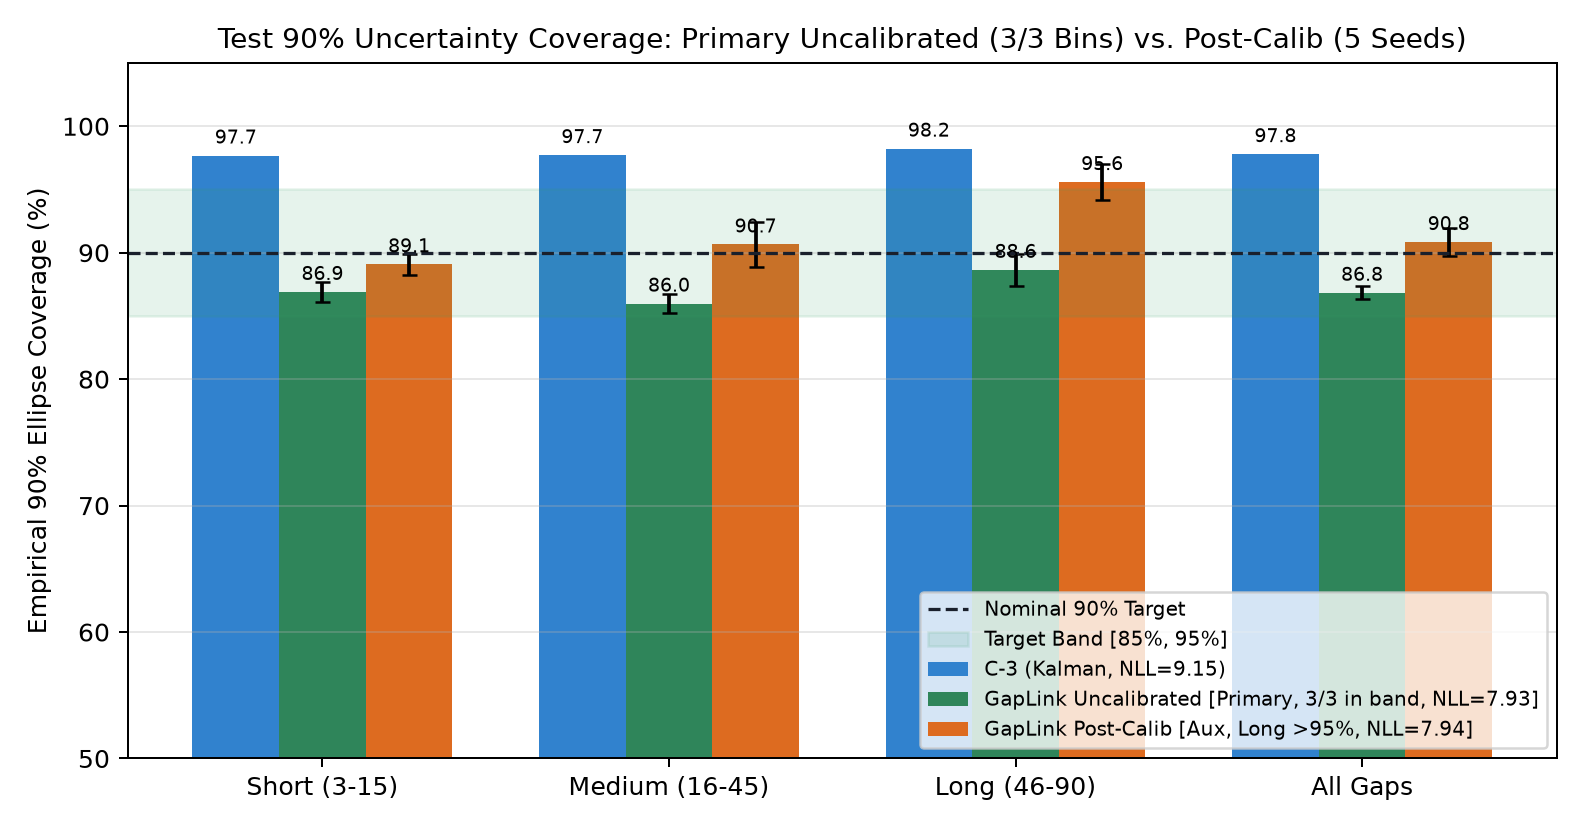 Test 90% Uncertainty Coverage: Primary Uncalibrated (3/3 Bins) vs. Post-Calib (5 Seeds)
Empirical 90% Ellipse Coverage (%)
100
90
80
70
60
50
97.7
86.9
89.1
97.7
86.0
90.7
98.2
88.6
95.6
97.8
86.8
90.8
Nominal 90% Target
Target Band [85%, 95%]
C-3 (Kalman, NLL=9.15)
GapLink Uncalibrated [Primary, 3/3 in band, NLL=7.93]
GapLink Post-Calib [Aux, Long >95%, NLL=7.94]
Short (3-15)
Medium (16-45)
Long (46-90)
All Gaps